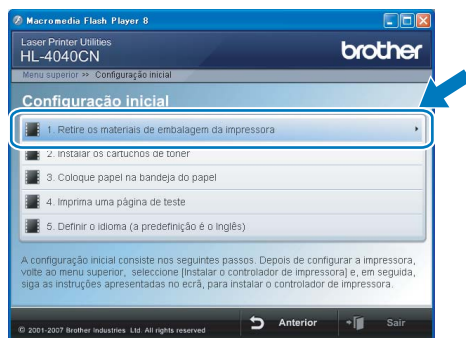 Macromedia Flash Player 8
Laser Printer Utilities
HL-4040CN
brother
Menu superior >> Configuração inicial
Configuração inicial
1. Retire os materiais de embalagem da impressora
2. Instalar os cartuchos de toner
3. Coloque papel na bandeja do papel
4. Imprima uma página de teste
5. Definir o idioma (a predefinição é o Inglês)
A configuração inicial consiste nos seguintes passos. Depois de configurar a impressora,
volte ao menu superior, seleccione [Instalar o controlador de impressora] e, em seguida,
siga as instruções apresentadas no ecrã, para instalar o controlador de impressora.
© 2001-2007 Brother Industries Ltd. All rights reserved
Anterior
Sair